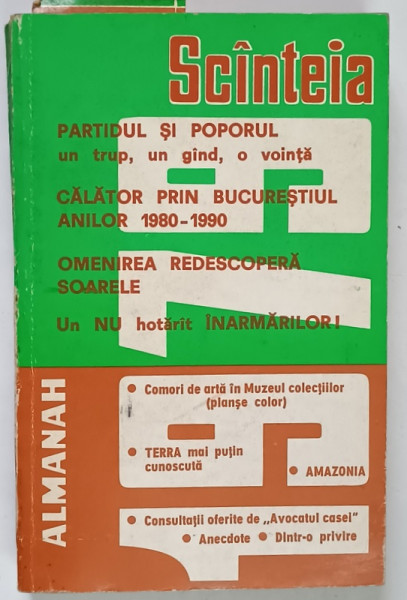 Scînteia
PARTIDUL ȘI POPORUL
un trup, un gînd, o voință
CĂLĂTOR PRIN BUCUREȘTIUL
ANILOR 1980-1990
OMENIREA REDESCOPERĂ
SOARELE
Un NU hotărît ÎNARMĂRILOR!
1979
ALMANAH
• Comori de artă în Muzeul colecțiilor
(planșe color)
• TERRA mai puțin
cunoscută
• AMAZONIA
• Consultații oferite de „Avocatul casei"
• Anecdote • Dintr-o privire